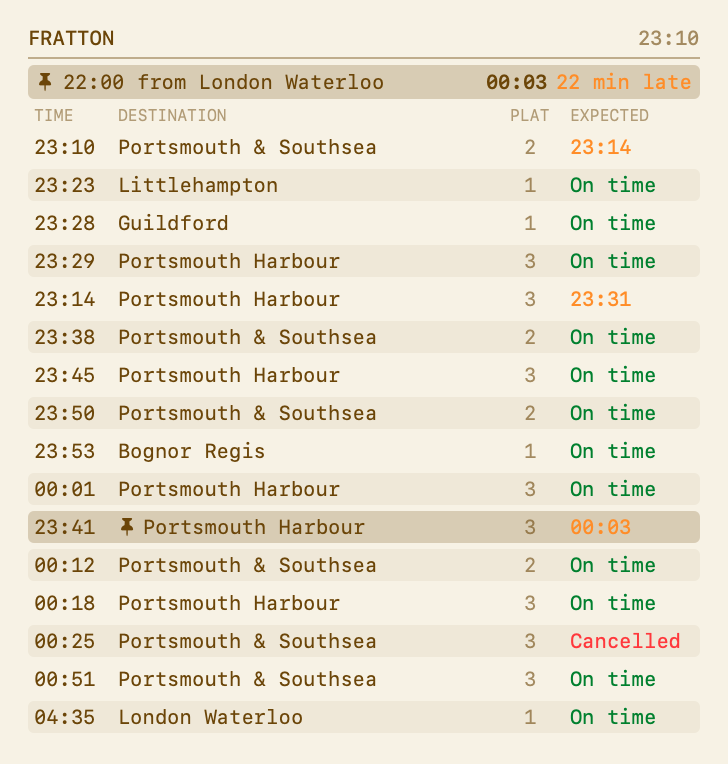 FRATTON 23:10
22:00 from London Waterloo 00:03 22 min late
TIME DESTINATION PLAT EXPECTED
23:10 Portsmouth & Southsea 2 23:14
23:23 Littlehampton 1 On time
23:28 Guildford 1 On time
23:29 Portsmouth Harbour 3 On time
23:14 Portsmouth Harbour 3 23:31
23:38 Portsmouth & Southsea 2 On time
23:45 Portsmouth Harbour 3 On time
23:50 Portsmouth & Southsea 2 On time
23:53 Bognor Regis 1 On time
00:01 Portsmouth Harbour 3 On time
23:41 Portsmouth Harbour 3 00:03
00:12 Portsmouth & Southsea 2 On time
00:18 Portsmouth Harbour 3 On time
00:25 Portsmouth & Southsea 3 Cancelled
00:51 Portsmouth & Southsea 3 On time
04:35 London Waterloo 1 On time